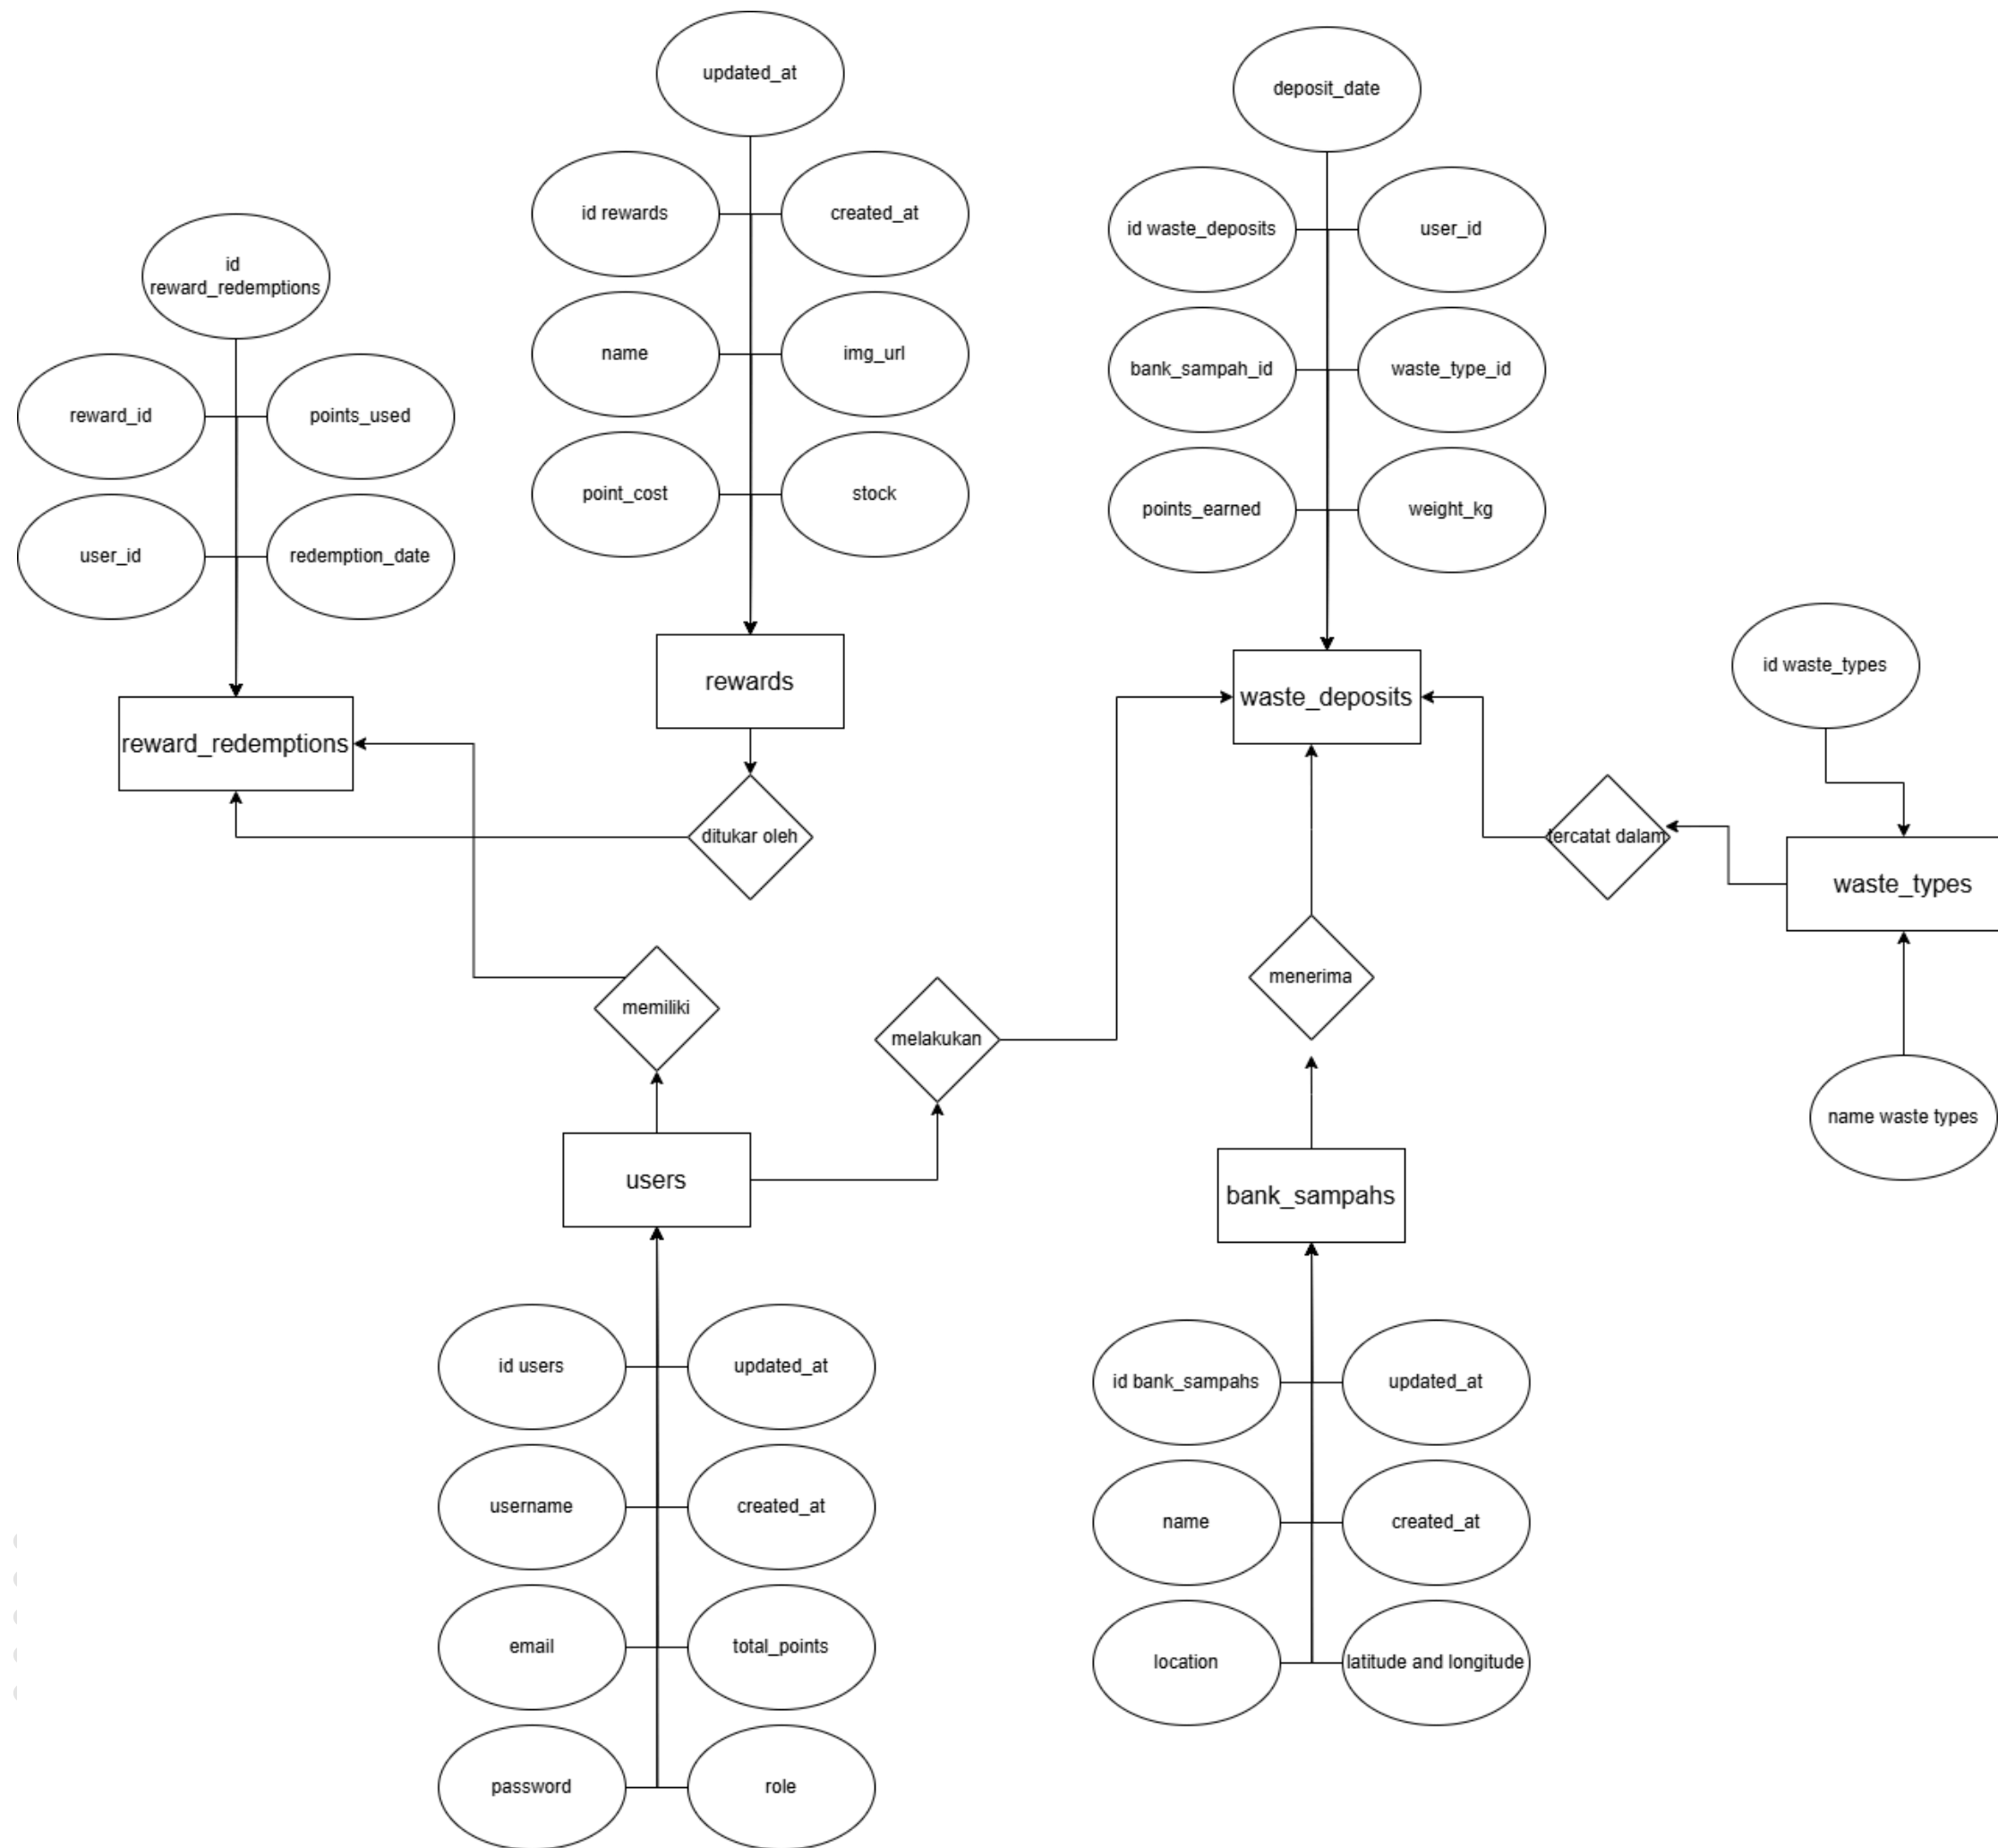 updated_at
deposit_date
id rewards
created_at
id waste_deposits
user_id
id
reward_redemptions
name
img_url
bank_sampah_id
waste_type_id
reward_id
points_used
point_cost
stock
points_earned
weight_kg
user_id
redemption_date
rewards
waste_deposits
id waste_types
reward_redemptions
ditukar oleh
tercatat dalam
waste_types
memiliki
melakukan
menerima
name waste types
users
bank_sampahs
id users
updated_at
id bank_sampahs
updated_at
username
created_at
name
created_at
email
total_points
location
latitude and longitude
password
role